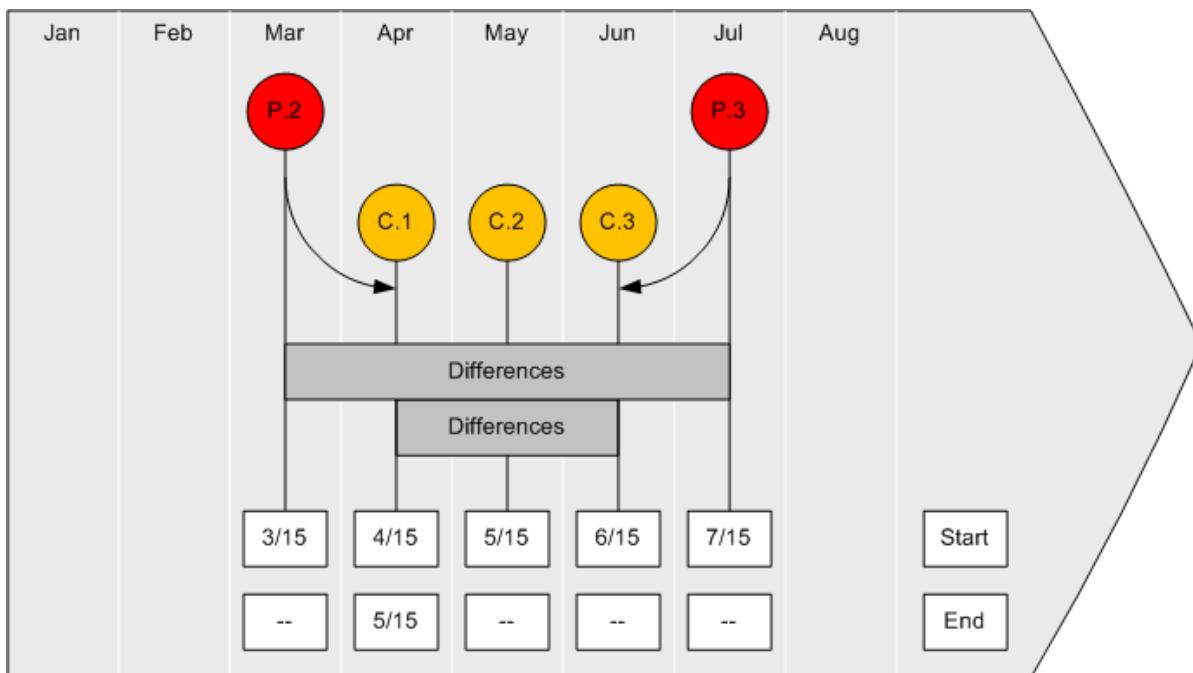 Jan Feb Mar Apr May Jun Jul Aug
P.2 P.3
C.1 C.2 C.3
Differences
Differences
3/15 4/15 5/15 6/15 7/15 Start
-- 5/15 -- -- -- End